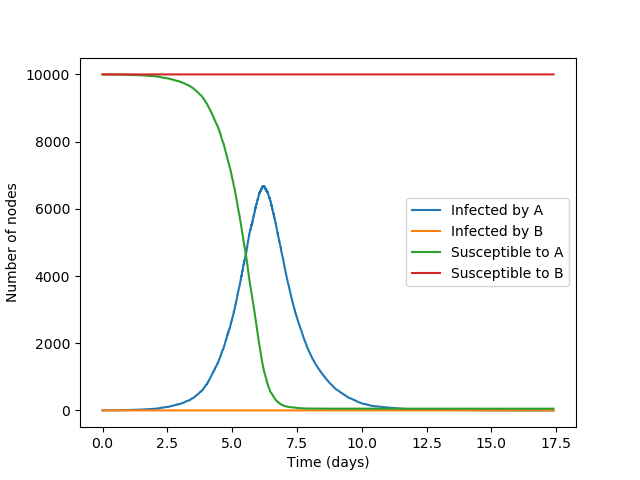 10000
8000
6000
4000
2000
0
Number of nodes
Infected by A
Infected by B
Susceptible to A
Susceptible to B
0.0 2.5 5.0 7.5 10.0 12.5 15.0 17.5
Time (days)